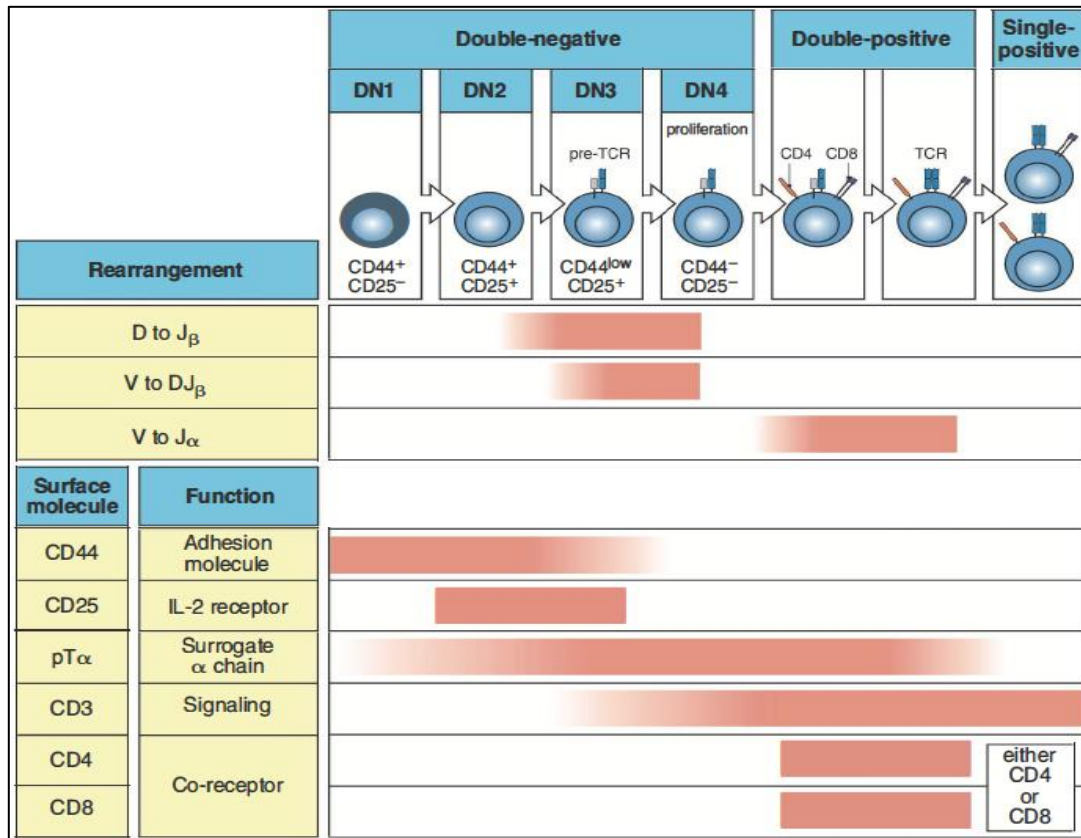 Double-negative
Double-positive
Single-
positive
DN1
DN2
DN3
DN4
proliferation
pre-TCR
CD4
CD8
TCR
Rearrangement
CD44+
CD25−
CD44+
CD25+
CD44low
CD25+
CD44−
CD25−
D to Jβ
V to DJβ
V to Jα
Surface
molecule
Function
CD44
Adhesion
molecule
CD25
IL-2 receptor
pTα
Surrogate
α chain
CD3
Signaling
CD4
Co-receptor
CD8
either
CD4
or
CD8